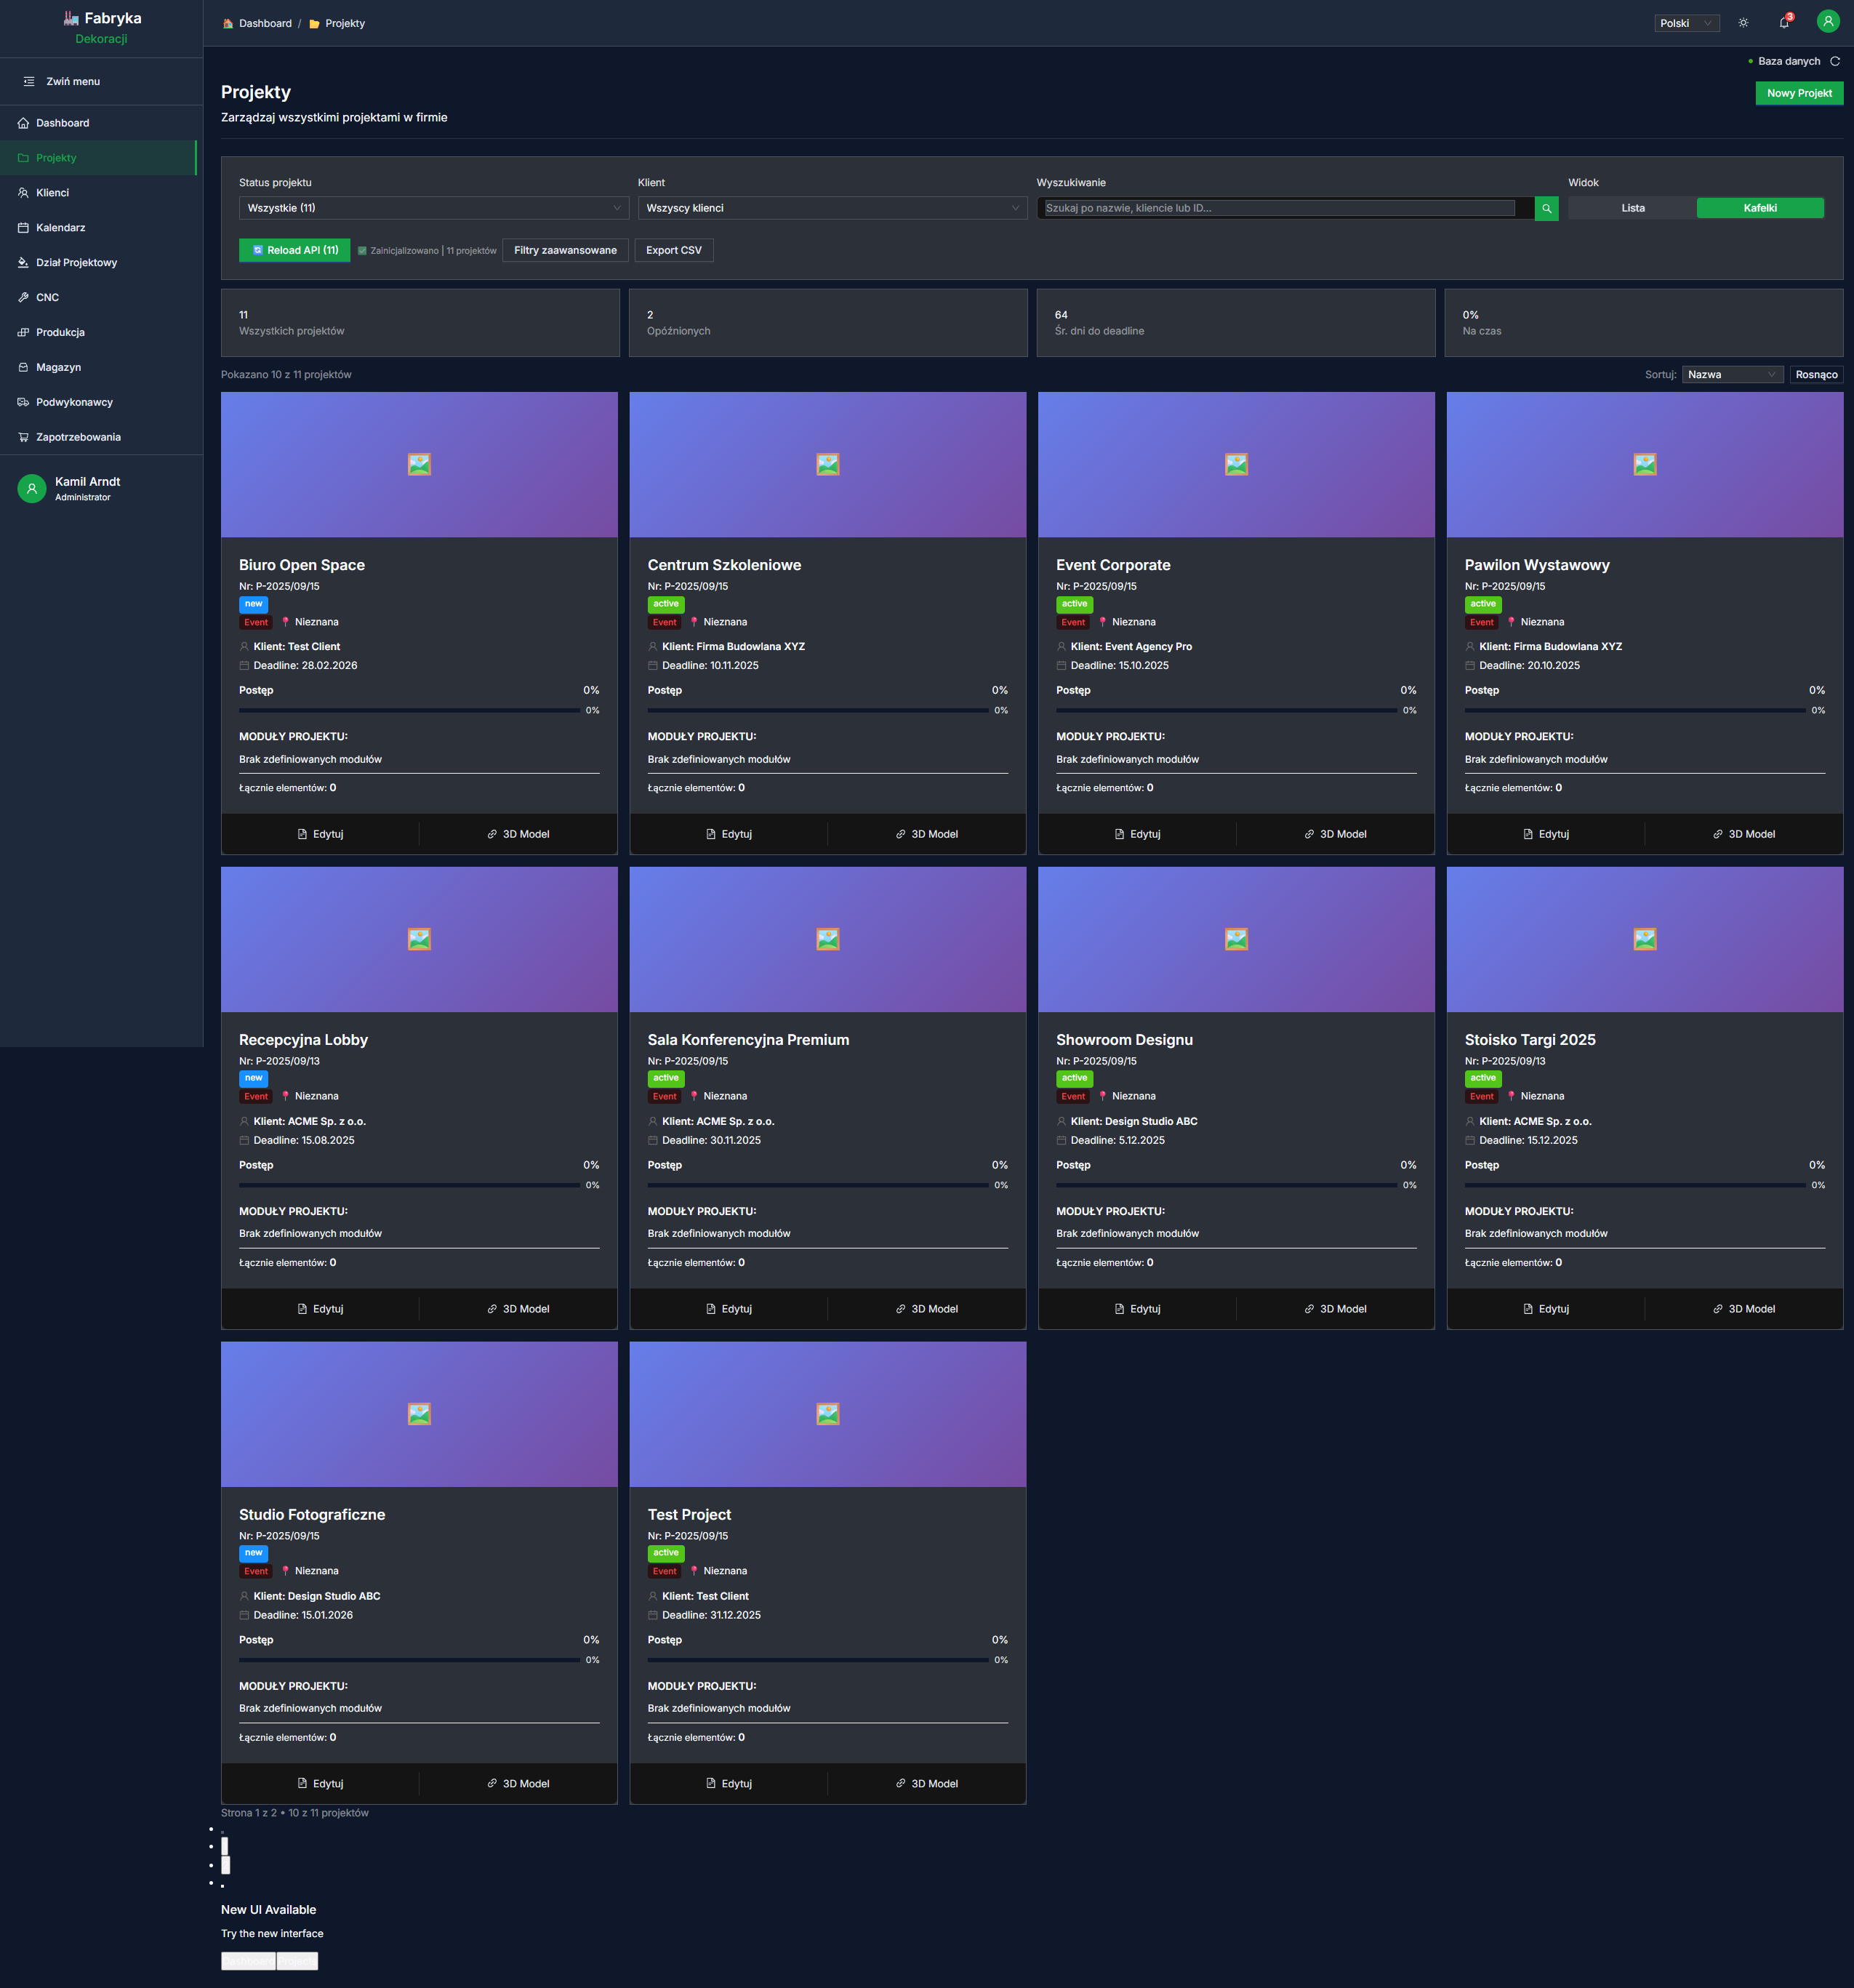 Fabryka
Dekoracji
Zwiń menu
Dashboard
Projekty
Klienci
Kalendarz
Dział Projektowy
CNC
Produkcja
Magazyn
Podwykonawcy
Zapotrzebowania
Kamil Arndt
Administrator
Dashboard / Projekty
Polski
3
Baza danych
Projekty
Nowy Projekt
Zarządzaj wszystkimi projektami w firmie
Status projektu Klient Wyszukiwanie Widok
Wszystkie (11) Wszyscy klienci Szukaj po nazwie, kliencie lub ID... Lista Kafelki
Reload API (11) Zainicjalizowano | 11 projektów Filtry zaawansowane Export CSV
11 2 64 0%
Wszystkich projektów Opóźnionych Śr. dni do deadline Na czas
Pokazano 10 z 11 projektów Sortuj: Nazwa Rosnąco
Biuro Open Space
Nr: P-2025/09/15
new
Event Nieznana
Klient: Test Client
Deadline: 28.02.2026
Postęp 0%
0%
MODUŁY PROJEKTU:
Brak zdefiniowanych modułów
Łącznie elementów: 0
Edytuj 3D Model
Centrum Szkoleniowe
Nr: P-2025/09/15
active
Event Nieznana
Klient: Firma Budowlana XYZ
Deadline: 10.11.2025
Postęp 0%
0%
MODUŁY PROJEKTU:
Brak zdefiniowanych modułów
Łącznie elementów: 0
Edytuj 3D Model
Event Corporate
Nr: P-2025/09/15
active
Event Nieznana
Klient: Event Agency Pro
Deadline: 15.10.2025
Postęp 0%
0%
MODUŁY PROJEKTU:
Brak zdefiniowanych modułów
Łącznie elementów: 0
Edytuj 3D Model
Pawilon Wystawowy
Nr: P-2025/09/15
active
Event Nieznana
Klient: Firma Budowlana XYZ
Deadline: 20.10.2025
Postęp 0%
0%
MODUŁY PROJEKTU:
Brak zdefiniowanych modułów
Łącznie elementów: 0
Edytuj 3D Model
Recepcyjna Lobby
Nr: P-2025/09/13
new
Event Nieznana
Klient: ACME Sp. z o.o.
Deadline: 15.08.2025
Postęp 0%
0%
MODUŁY PROJEKTU:
Brak zdefiniowanych modułów
Łącznie elementów: 0
Edytuj 3D Model
Sala Konferencyjna Premium
Nr: P-2025/09/15
active
Event Nieznana
Klient: ACME Sp. z o.o.
Deadline: 30.11.2025
Postęp 0%
0%
MODUŁY PROJEKTU:
Brak zdefiniowanych modułów
Łącznie elementów: 0
Edytuj 3D Model
Showroom Designu
Nr: P-2025/09/15
active
Event Nieznana
Klient: Design Studio ABC
Deadline: 5.12.2025
Postęp 0%
0%
MODUŁY PROJEKTU:
Brak zdefiniowanych modułów
Łącznie elementów: 0
Edytuj 3D Model
Stoisko Targi 2025
Nr: P-2025/09/13
active
Event Nieznana
Klient: ACME Sp. z o.o.
Deadline: 15.12.2025
Postęp 0%
0%
MODUŁY PROJEKTU:
Brak zdefiniowanych modułów
Łącznie elementów: 0
Edytuj 3D Model
Studio Fotograficzne
Nr: P-2025/09/15
new
Event Nieznana
Klient: Design Studio ABC
Deadline: 15.01.2026
Postęp 0%
0%
MODUŁY PROJEKTU:
Brak zdefiniowanych modułów
Łącznie elementów: 0
Edytuj 3D Model
Test Project
Nr: P-2025/09/15
active
Event Nieznana
Klient: Test Client
Deadline: 31.12.2025
Postęp 0%
0%
MODUŁY PROJEKTU:
Brak zdefiniowanych modułów
Łącznie elementów: 0
Edytuj 3D Model
Strona 1 z 2 • 10 z 11 projektów
New UI Available
Try the new interface